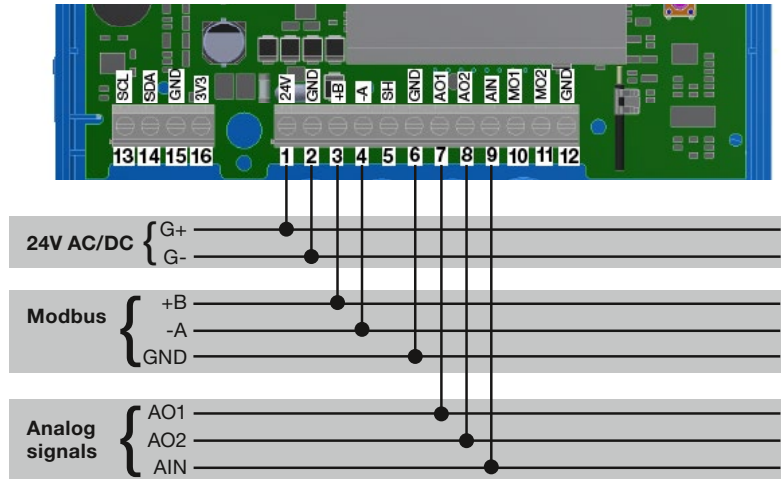 SCL SDA GND 3V3 24V GND +B -A SH GND AO1 AO2 AIN MO1 MO2 GND
13 14 15 16 1 2 3 4 5 6 7 8 9 10 11 12
24V AC/DC { G+
G-
Modbus { +B
-A
GND
Analog signals { AO1
AO2
AIN